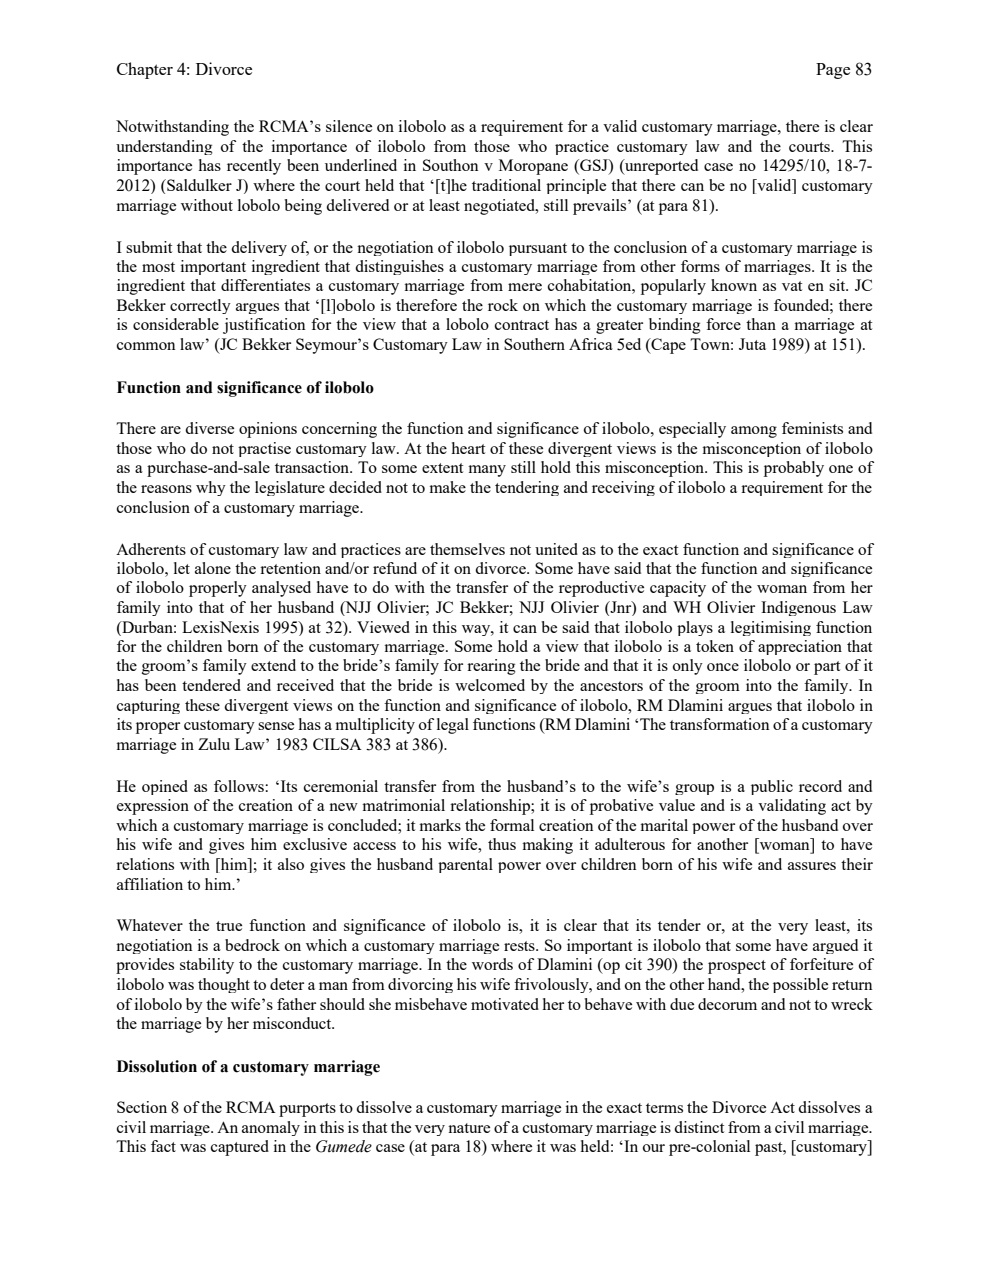 Chapter 4: Divorce
Page 83
Notwithstanding the RCMA’s silence on ilobolo as a requirement for a valid customary marriage, there is clear
understanding of the importance of ilobolo from those who practice customary law and the courts. This
importance has recently been underlined in Southon v Moropane (GSJ) (unreported case no 14295/10, 18-7-
2012) (Saldulker J) where the court held that ‘[t]he traditional principle that there can be no [valid] customary
marriage without lobolo being delivered or at least negotiated, still prevails’ (at para 81).
I submit that the delivery of, or the negotiation of ilobolo pursuant to the conclusion of a customary marriage is
the most important ingredient that distinguishes a customary marriage from other forms of marriages. It is the
ingredient that differentiates a customary marriage from mere cohabitation, popularly known as vat en sit. JC
Bekker correctly argues that ‘[l]obolo is therefore the rock on which the customary marriage is founded; there
is considerable justification for the view that a lobolo contract has a greater binding force than a marriage at
common law’ (JC Bekker Seymour’s Customary Law in Southern Africa 5ed (Cape Town: Juta 1989) at 151).
Function and significance of ilobolo
There are diverse opinions concerning the function and significance of ilobolo, especially among feminists and
those who do not practise customary law. At the heart of these divergent views is the misconception of ilobolo
as a purchase-and-sale transaction. To some extent many still hold this misconception. This is probably one of
the reasons why the legislature decided not to make the tendering and receiving of ilobolo a requirement for the
conclusion of a customary marriage.
Adherents of customary law and practices are themselves not united as to the exact function and significance of
ilobolo, let alone the retention and/or refund of it on divorce. Some have said that the function and significance
of ilobolo properly analysed have to do with the transfer of the reproductive capacity of the woman from her
family into that of her husband (NJJ Olivier; JC Bekker; NJJ Olivier (Jnr) and WH Olivier Indigenous Law
(Durban: LexisNexis 1995) at 32). Viewed in this way, it can be said that ilobolo plays a legitimising function
for the children born of the customary marriage. Some hold a view that ilobolo is a token of appreciation that
the groom’s family extend to the bride’s family for rearing the bride and that it is only once ilobolo or part of it
has been tendered and received that the bride is welcomed by the ancestors of the groom into the family. In
capturing these divergent views on the function and significance of ilobolo, RM Dlamini argues that ilobolo in
its proper customary sense has a multiplicity of legal functions (RM Dlamini ‘The transformation of a customary
marriage in Zulu Law’ 1983 CILSA 383 at 386).
He opined as follows: ‘Its ceremonial transfer from the husband’s to the wife’s group is a public record and
expression of the creation of a new matrimonial relationship; it is of probative value and is a validating act by
which a customary marriage is concluded; it marks the formal creation of the marital power of the husband over
his wife and gives him exclusive access to his wife, thus making it adulterous for another [woman] to have
relations with [him]; it also gives the husband parental power over children born of his wife and assures their
affiliation to him.’
Whatever the true function and significance of ilobolo is, it is clear that its tender or, at the very least, its
negotiation is a bedrock on which a customary marriage rests. So important is ilobolo that some have argued it
provides stability to the customary marriage. In the words of Dlamini (op cit 390) the prospect of forfeiture of
ilobolo was thought to deter a man from divorcing his wife frivolously, and on the other hand, the possible return
of ilobolo by the wife’s father should she misbehave motivated her to behave with due decorum and not to wreck
the marriage by her misconduct.
Dissolution of a customary marriage
Section 8 of the RCMA purports to dissolve a customary marriage in the exact terms the Divorce Act dissolves a
civil marriage. An anomaly in this is that the very nature of a customary marriage is distinct from a civil marriage.
This fact was captured in the Gumede case (at para 18) where it was held: ‘In our pre-colonial past, [customary]